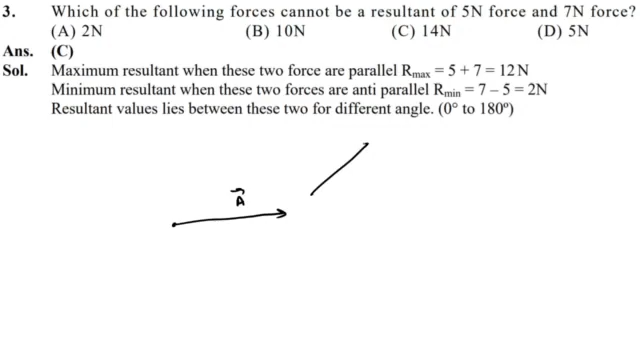 3. Which of the following forces cannot be a resultant of 5N force and 7N force?
(A) 2N (B) 10N (C) 14N (D) 5N
Ans. (C)
Sol. Maximum resultant when these two force are parallel Rmax = 5 + 7 = 12 N
Minimum resultant when these two forces are anti parallel Rmin = 7 – 5 = 2N
Resultant values lies between these two for different angle. (0° to 180º)
A⃗